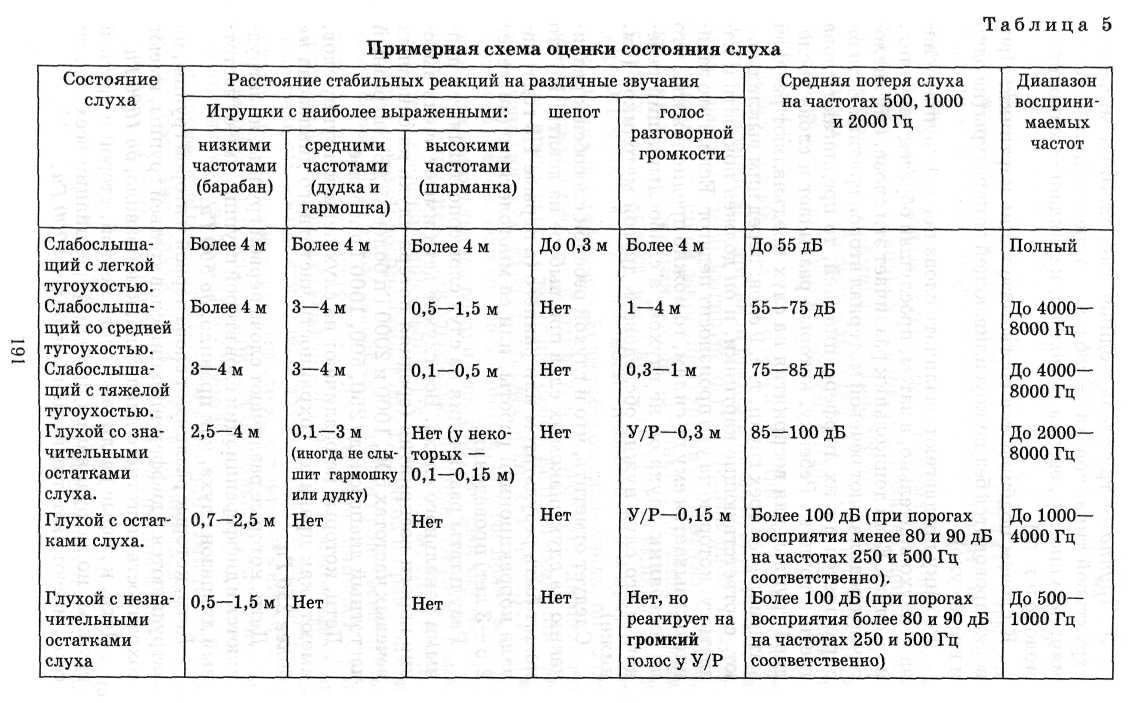 Таблица 5
Примерная схема оценки состояния слуха
Состояние
слуха
Расстояние стабильных реакций на различные звучания
Игрушки с наиболее выраженными:
низкими
частотами
(барабан)
средними
частотами
(дудка и
гармошка)
высокими
частотами
(шарманка)
шепот
голос
разговорной
громкости
Средняя потеря слуха
на частотах 500, 1000
и 2000 Гц
Диапазон
восприни-
маемых
частот
Слабослыша-
щий с легкой
тугоухостью.
Более 4 м
Более 4 м
Более 4 м
До 0,3 м
Более 4 м
До 55 дБ
Полный
Слабослыша-
щий со средней
тугоухостью.
Более 4 м
3—4 м
0,5—1,5 м
Нет
1—4 м
55—75 дБ
До 4000—
8000 Гц
Слабослыша-
щий с тяжелой
тугоухостью.
3—4 м
3—4 м
0,1—0,5 м
Нет
0,3—1 м
75—85 дБ
До 4000—
8000 Гц
Глухой со зна-
чительными
остатками
слуха.
2,5—4 м
0,1—3 м
(иногда не слы-
шит гармошку
или дудку)
Нет (у неко-
торых —
0,1—0,15 м)
Нет
У/Р—0,3 м
85—100 дБ
До 2000—
8000 Гц
Глухой с остат-
ками слуха.
0,7—2,5 м
Нет
Нет
Нет
У/Р—0,15 м
Более 100 дБ (при порогах
восприятия менее 80 и 90 дБ
на частотах 250 и 500 Гц
соответственно).
До 1000—
4000 Гц
Глухой с незна-
чительными
остатками
слуха
0,5—1,5 м
Нет
Нет
Нет
Нет, но
реагирует на
громкий
голос у У/Р
Более 100 дБ (при порогах
восприятия более 80 и 90 дБ
на частотах 250 и 500 Гц
соответственно)
До 500—
1000 Гц
191